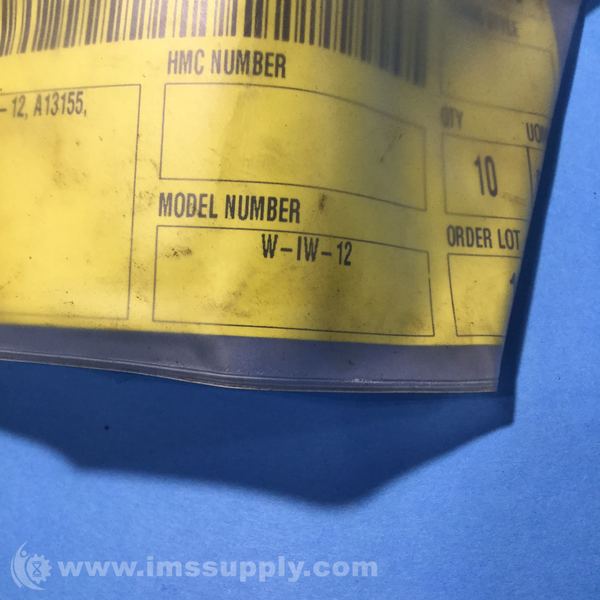 HMC NUMBER
- 12, A13155,
QTY
10
MODEL NUMBER
W-IW-12
ORDER LOT
www.imssupply.com